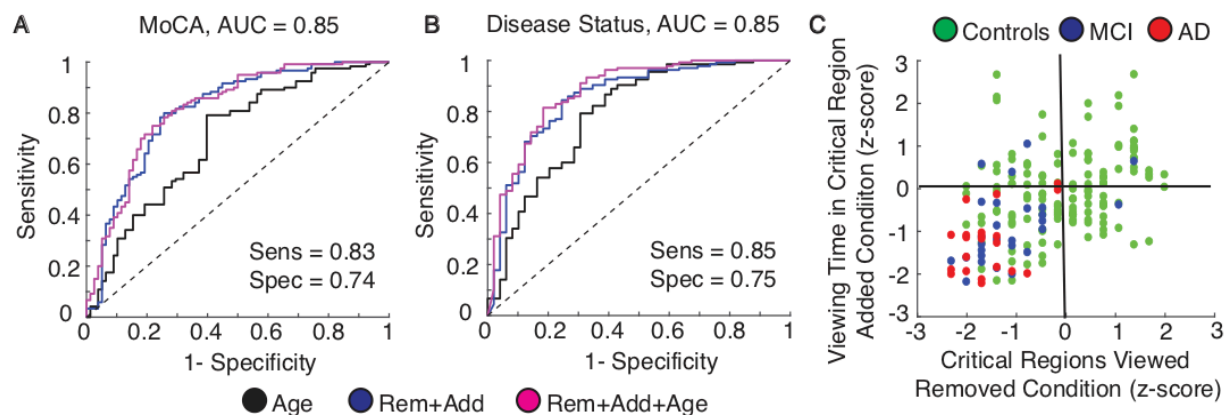 A MoCA, AUC = 0.85
1
0.8
0.6
0.4
0.2
0
Sensitivity
Sens = 0.83
Spec = 0.74
0 0.2 0.4 0.6 0.8 1
1- Specificity
B Disease Status, AUC = 0.85
1
0.8
0.6
0.4
0.2
0
Sensitivity
Sens = 0.85
Spec = 0.75
0 0.2 0.4 0.6 0.8 1
1- Specificity
Age Rem+Add Rem+Add+Age
C Controls MCI AD
Viewing Time in Critical Region
Added Condition (z-score)
3
2
1
0
-1
-2
-3
-3 -2 -1 0 1 2 3
Critical Regions Viewed
Removed Condition (z-score)